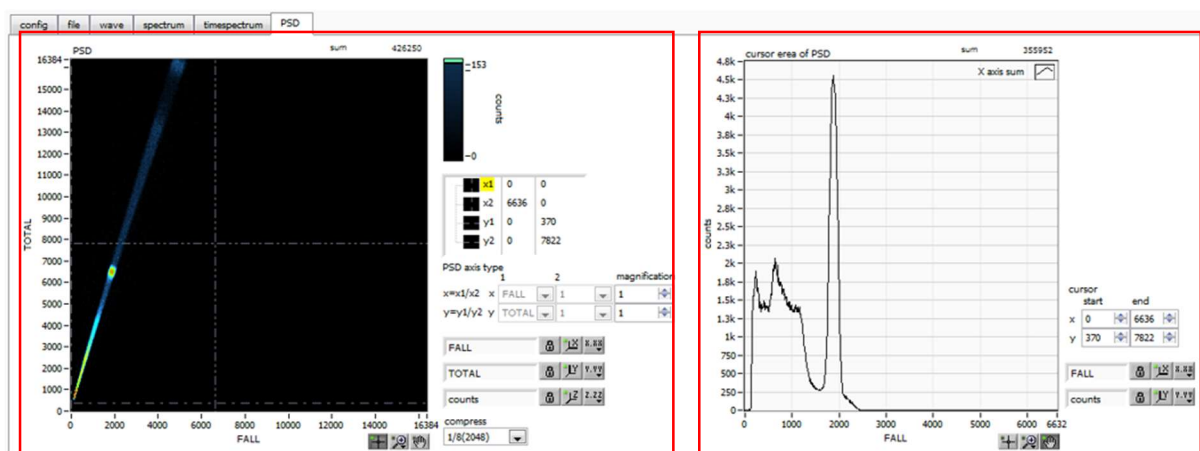 config file wave spectrum timespectrum PSD
PSD sum 426250
16384
15000
14000
13000
12000
11000
10000
9000
8000
7000
6000
5000
4000
3000
2000
1000
0
TOTAL
0 2000 4000 6000 8000 10000 12000 14000 16384
FALL
153
0
counts
x1 0 0
x2 6636 0
y1 0 370
y2 0 7822
PSD axis type
1 2 magnification
x=x1/x2 x FALL 1 1
y=y1/y2 y TOTAL 1 1
FALL X.XX
TOTAL Y.YY
counts Z.ZZ
compress
1/8(2048)
cursor erea of PSD sum 355952
X axis sum
4.8k
4.5k
4.3k
4k
3.8k
3.5k
3.3k
3k
2.8k
2.5k
2.3k
2k
1.8k
1.5k
1.3k
1k
750
500
250
0
counts
0 1000 2000 3000 4000 5000 6000 6632
FALL
cursor
start end
x 0 6636
y 370 7822
FALL X.XX
counts Y.YY